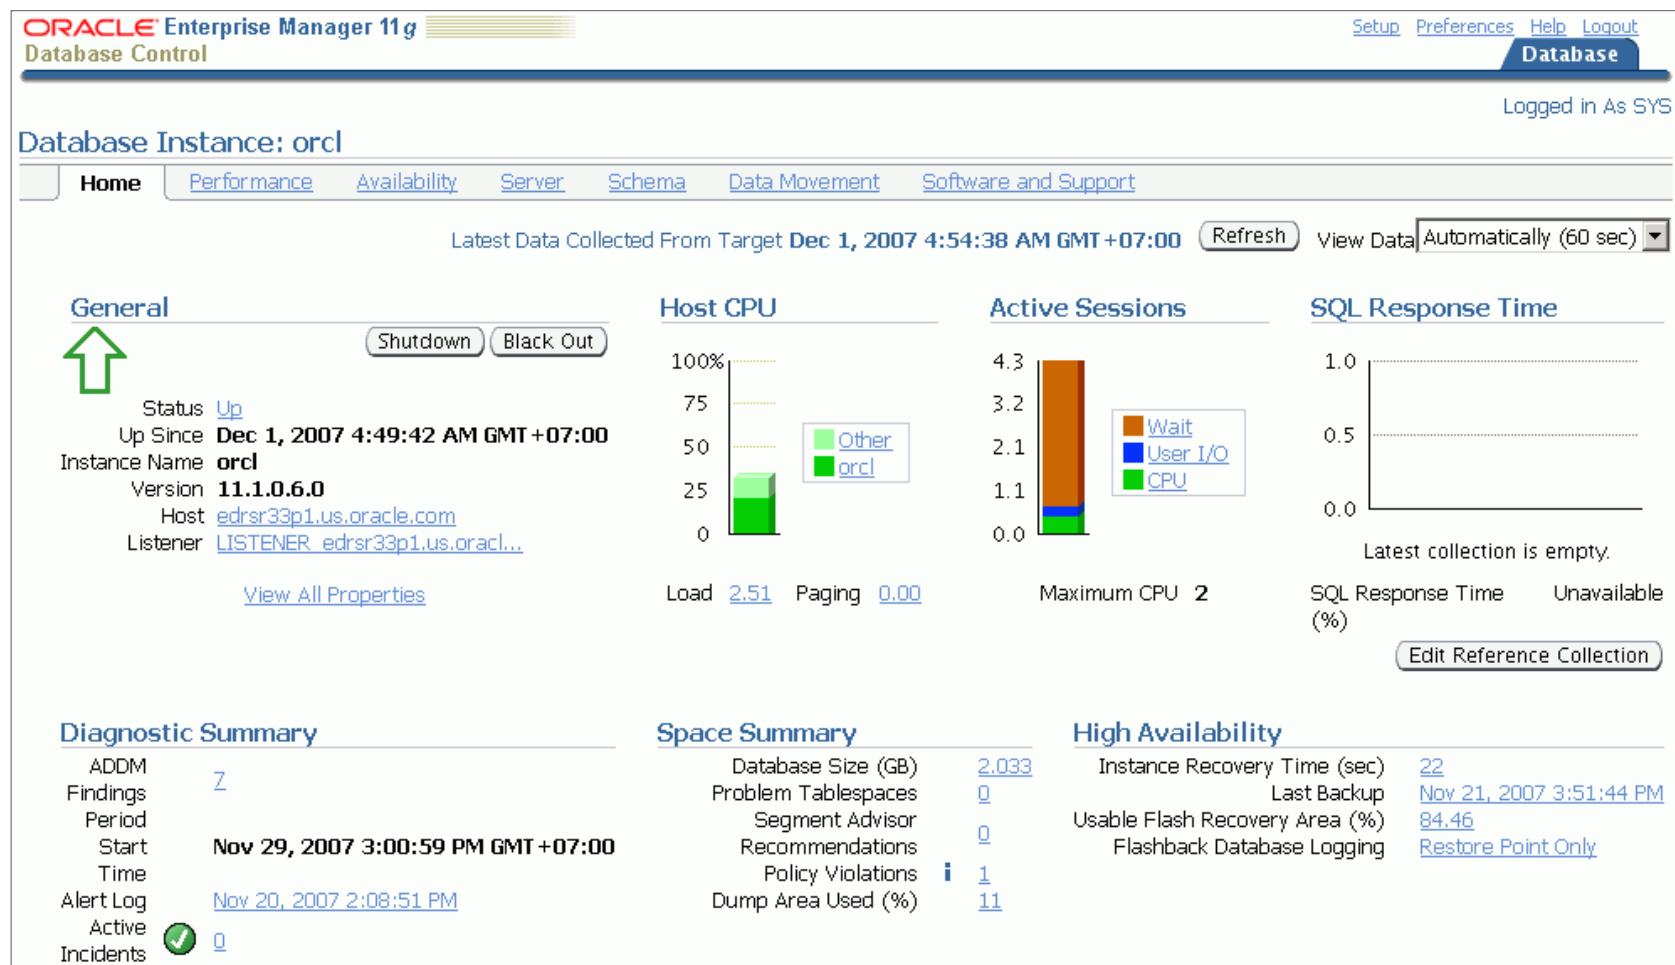 ORACLE Enterprise Manager 11g
Database Control
Setup Preferences Help Logout
Database
Logged in As SYS
Database Instance: orcl
Home Performance Availability Server Schema Data Movement Software and Support
Latest Data Collected From Target Dec 1, 2007 4:54:38 AM GMT+07:00 Refresh View Data Automatically (60 sec)
General
Shutdown Black Out
Status Up
Up Since Dec 1, 2007 4:49:42 AM GMT+07:00
Instance Name orcl
Version 11.1.0.6.0
Host edrsr33p1.us.oracle.com
Listener LISTENER_edrsr33p1.us.oracl...
View All Properties
Host CPU
100%
75
50
25
0
Other
orcl
Load 2.51 Paging 0.00
Active Sessions
4.3
3.2
2.1
1.1
0.0
Wait
User I/O
CPU
Maximum CPU 2
SQL Response Time
1.0
0.5
0.0
Latest collection is empty.
SQL Response Time (%) Unavailable
Edit Reference Collection
Diagnostic Summary
ADDM Findings 7
Period Start Time Nov 29, 2007 3:00:59 PM GMT+07:00
Alert Log Nov 20, 2007 2:08:51 PM
Active Incidents 0
Space Summary
Database Size (GB) 2.033
Problem Tablespaces 0
Segment Advisor Recommendations 0
Policy Violations i 1
Dump Area Used (%) 11
High Availability
Instance Recovery Time (sec) 22
Last Backup Nov 21, 2007 3:51:44 PM
Usable Flash Recovery Area (%) 84.46
Flashback Database Logging Restore Point Only